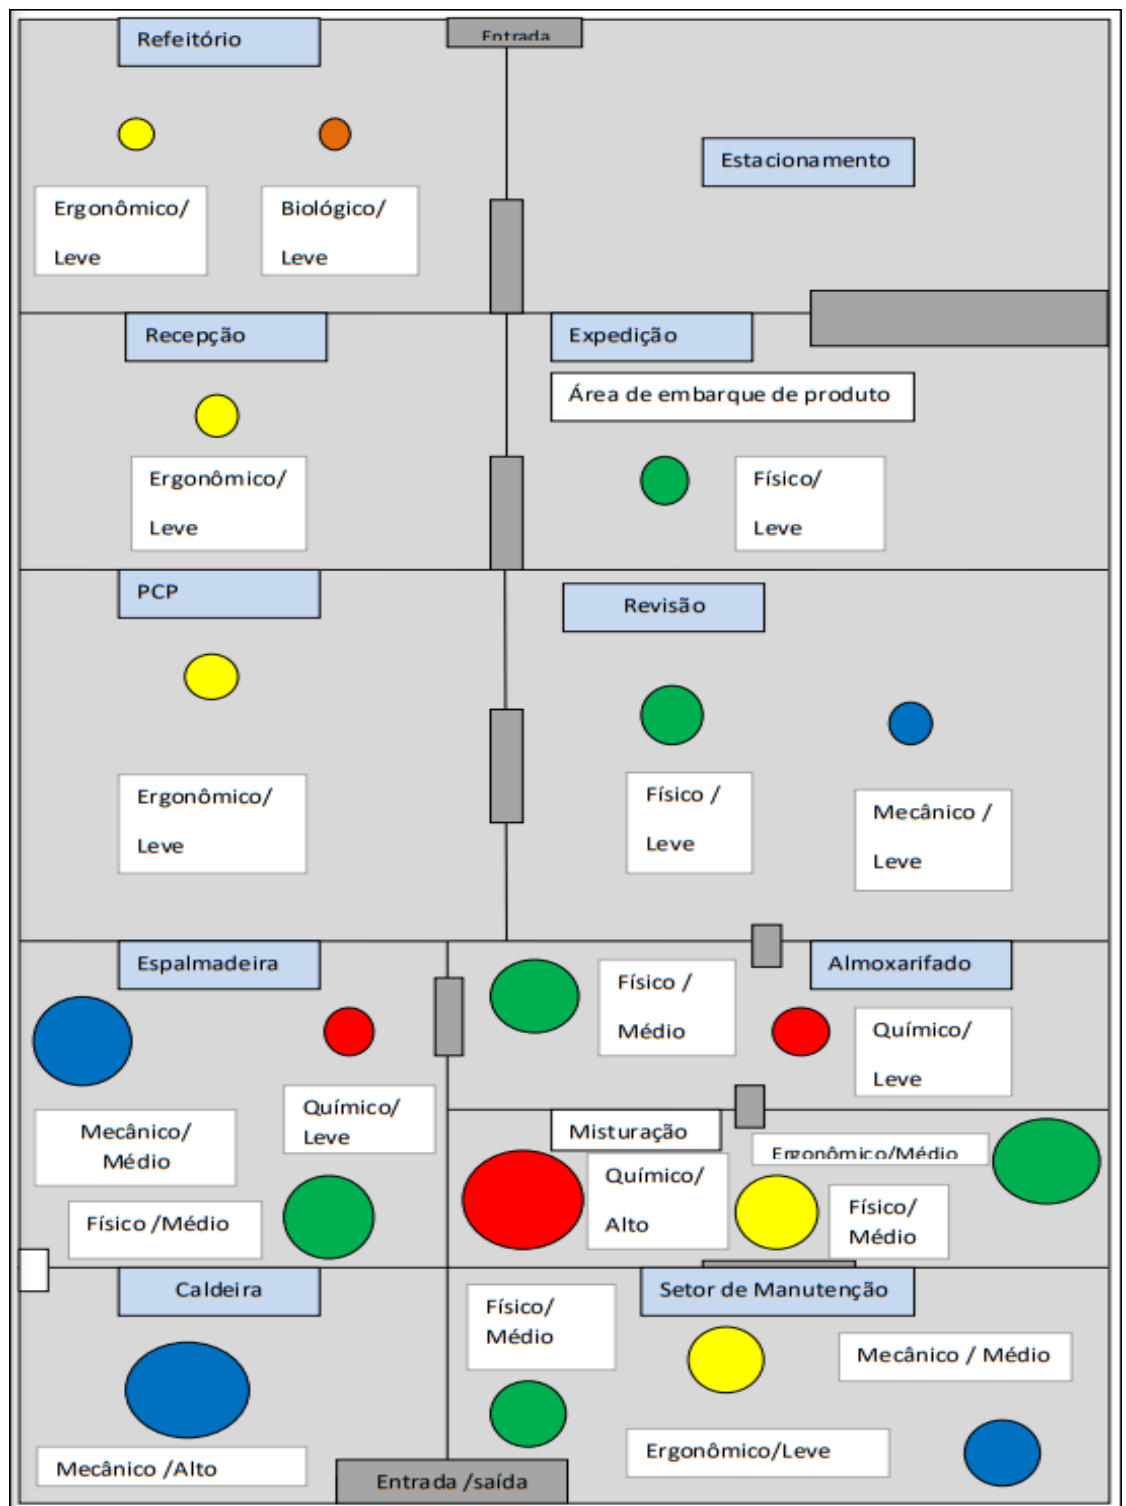 Refeitório
Entrada
Estacionamento
Ergonômico/
Leve
Biológico/
Leve
Recepção
Expedição
Área de embarque de produto
Ergonômico/
Leve
Físico/
Leve
PCP
Revisão
Ergonômico/
Leve
Físico /
Leve
Mecânico /
Leve
Espalmadeira
Físico /
Médio
Almoxarifado
Químico/
Leve
Químico/
Leve
Mecânico/
Médio
Físico /Médio
Misturação
Ergonômico/Médio
Químico/
Alto
Físico/
Médio
Caldeira
Mecânico /Alto
Setor de Manutenção
Físico/
Médio
Mecânico / Médio
Ergonômico/Leve
Entrada /saída